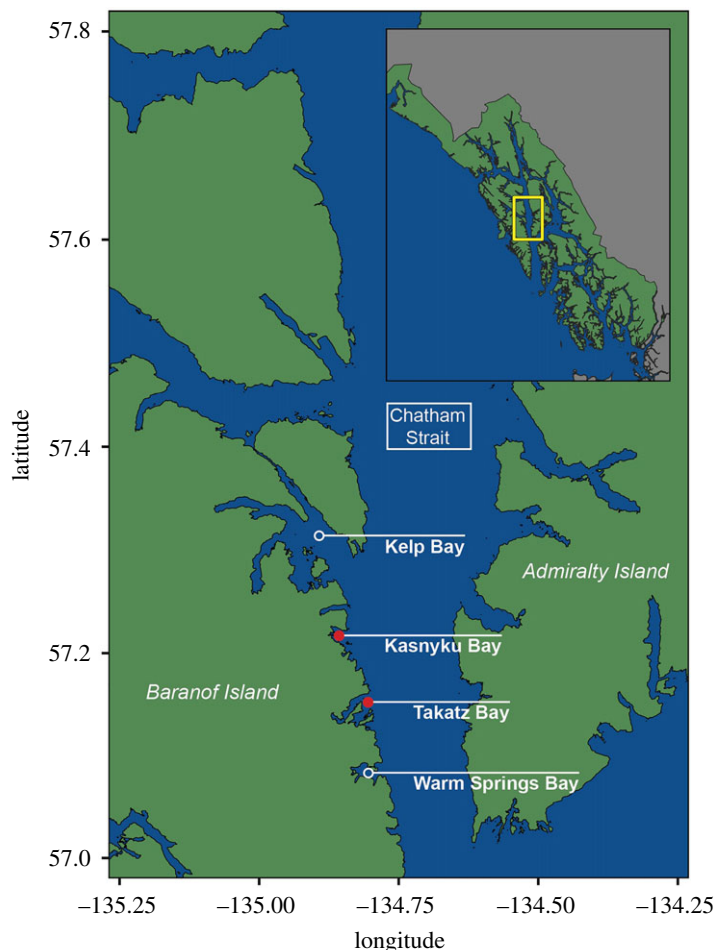 57.8
57.6
57.4
57.2
57.0
latitude
Chatham
Strait
Kelp Bay
Admiralty Island
Kasnyku Bay
Baranof Island
Takatz Bay
Warm Springs Bay
–135.25
–135.00
–134.75
–134.50
–134.25
longitude